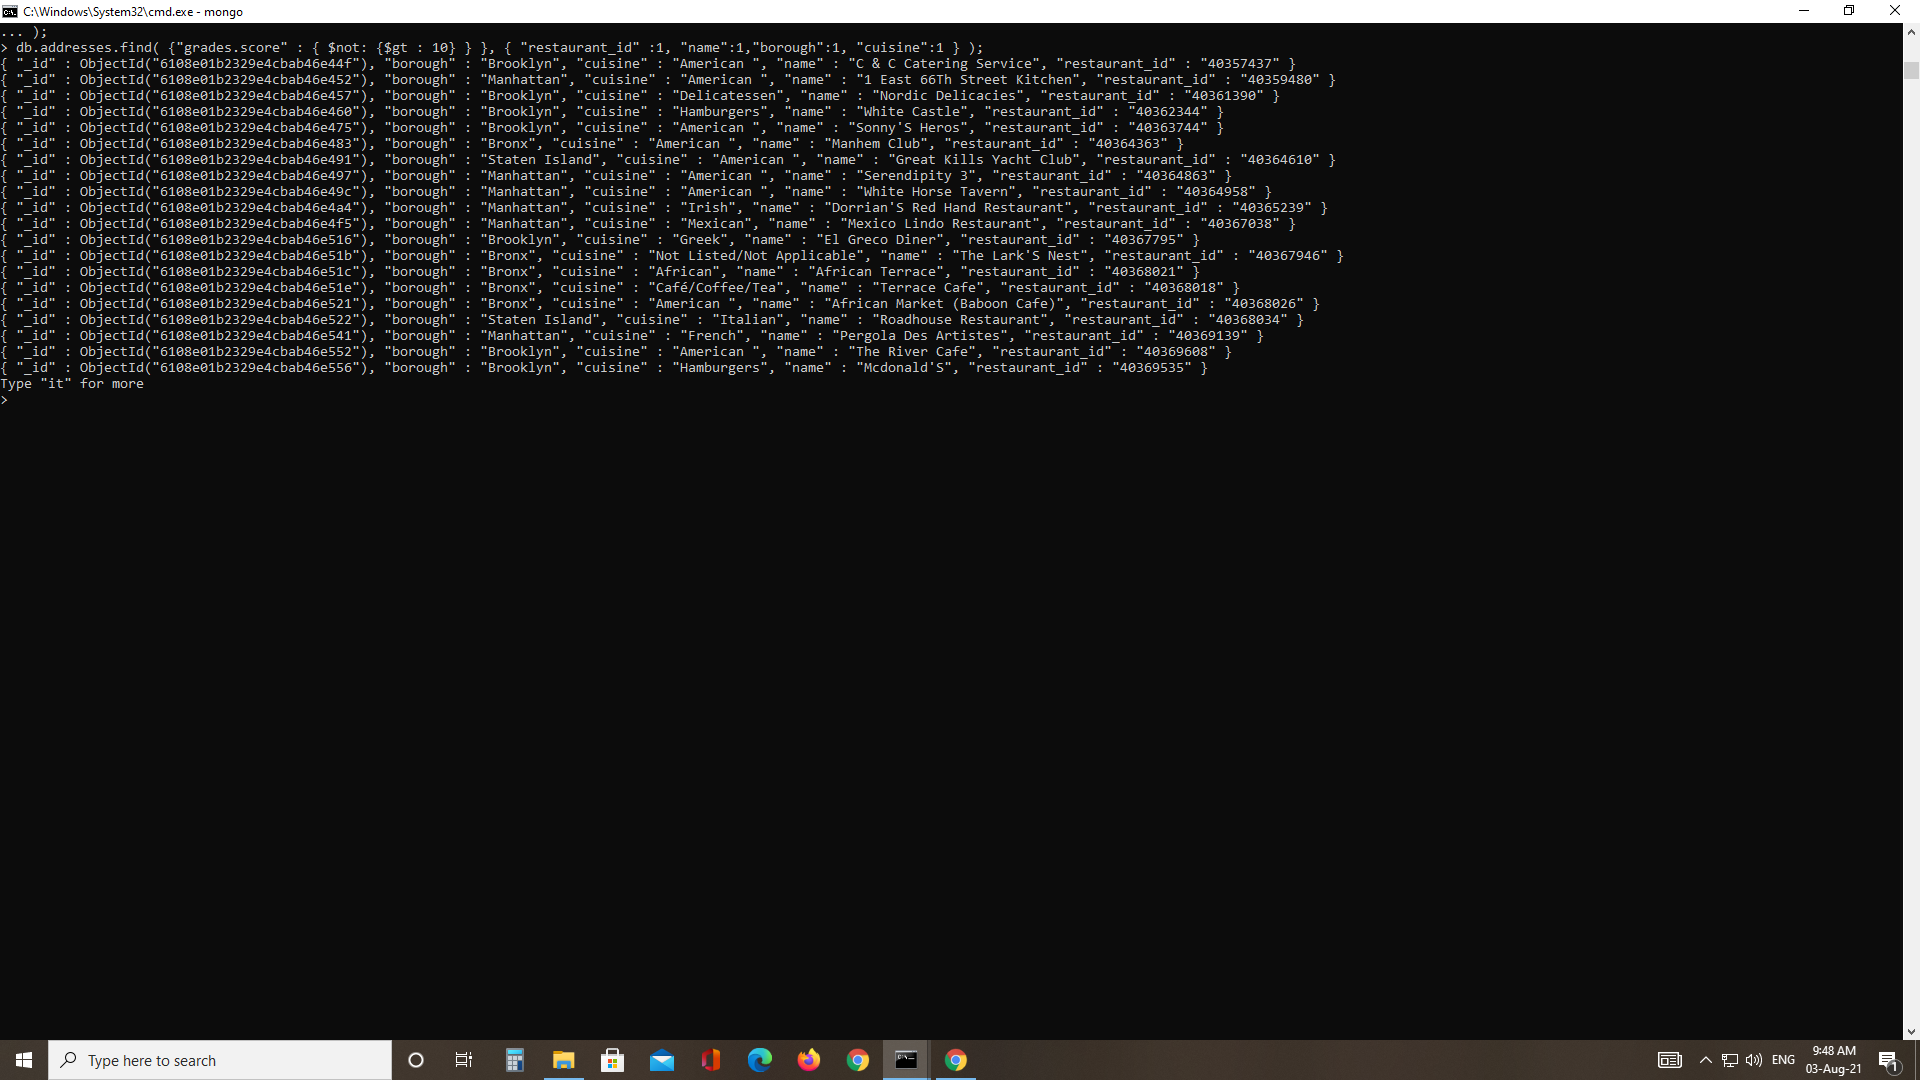 C:\Windows\System32\cmd.exe - mongo
... );
> db.addresses.find( {"grades.score" : { $not: {$gt : 10} } }, { "restaurant_id" :1, "name":1,"borough":1, "cuisine":1 } );
{ "_id" : ObjectId("6108e01b2329e4cbab46e44f"), "borough" : "Brooklyn", "cuisine" : "American ", "name" : "C & C Catering Service", "restaurant_id" : "40357437" }
{ "_id" : ObjectId("6108e01b2329e4cbab46e452"), "borough" : "Manhattan", "cuisine" : "American ", "name" : "1 East 66Th Street Kitchen", "restaurant_id" : "40359480" }
{ "_id" : ObjectId("6108e01b2329e4cbab46e457"), "borough" : "Brooklyn", "cuisine" : "Delicatessen", "name" : "Nordic Delicacies", "restaurant_id" : "40361390" }
{ "_id" : ObjectId("6108e01b2329e4cbab46e460"), "borough" : "Brooklyn", "cuisine" : "Hamburgers", "name" : "White Castle", "restaurant_id" : "40362344" }
{ "_id" : ObjectId("6108e01b2329e4cbab46e475"), "borough" : "Brooklyn", "cuisine" : "American ", "name" : "Sonny'S Heros", "restaurant_id" : "40363744" }
{ "_id" : ObjectId("6108e01b2329e4cbab46e483"), "borough" : "Bronx", "cuisine" : "American ", "name" : "Manhem Club", "restaurant_id" : "40364363" }
{ "_id" : ObjectId("6108e01b2329e4cbab46e491"), "borough" : "Staten Island", "cuisine" : "American ", "name" : "Great Kills Yacht Club", "restaurant_id" : "40364610" }
{ "_id" : ObjectId("6108e01b2329e4cbab46e497"), "borough" : "Manhattan", "cuisine" : "American ", "name" : "Serendipity 3", "restaurant_id" : "40364863" }
{ "_id" : ObjectId("6108e01b2329e4cbab46e49c"), "borough" : "Manhattan", "cuisine" : "American ", "name" : "White Horse Tavern", "restaurant_id" : "40364958" }
{ "_id" : ObjectId("6108e01b2329e4cbab46e4a4"), "borough" : "Manhattan", "cuisine" : "Irish", "name" : "Dorrian'S Red Hand Restaurant", "restaurant_id" : "40365239" }
{ "_id" : ObjectId("6108e01b2329e4cbab46e4f5"), "borough" : "Manhattan", "cuisine" : "Mexican", "name" : "Mexico Lindo Restaurant", "restaurant_id" : "40367038" }
{ "_id" : ObjectId("6108e01b2329e4cbab46e516"), "borough" : "Brooklyn", "cuisine" : "Greek", "name" : "El Greco Diner", "restaurant_id" : "40367795" }
{ "_id" : ObjectId("6108e01b2329e4cbab46e51b"), "borough" : "Bronx", "cuisine" : "Not Listed/Not Applicable", "name" : "The Lark'S Nest", "restaurant_id" : "40367946" }
{ "_id" : ObjectId("6108e01b2329e4cbab46e51c"), "borough" : "Bronx", "cuisine" : "African", "name" : "African Terrace", "restaurant_id" : "40368021" }
{ "_id" : ObjectId("6108e01b2329e4cbab46e51e"), "borough" : "Bronx", "cuisine" : "Café/Coffee/Tea", "name" : "Terrace Cafe", "restaurant_id" : "40368018" }
{ "_id" : ObjectId("6108e01b2329e4cbab46e521"), "borough" : "Bronx", "cuisine" : "American ", "name" : "African Market (Baboon Cafe)", "restaurant_id" : "40368026" }
{ "_id" : ObjectId("6108e01b2329e4cbab46e522"), "borough" : "Staten Island", "cuisine" : "Italian", "name" : "Roadhouse Restaurant", "restaurant_id" : "40368034" }
{ "_id" : ObjectId("6108e01b2329e4cbab46e541"), "borough" : "Manhattan", "cuisine" : "French", "name" : "Pergola Des Artistes", "restaurant_id" : "40369139" }
{ "_id" : ObjectId("6108e01b2329e4cbab46e552"), "borough" : "Brooklyn", "cuisine" : "American ", "name" : "The River Cafe", "restaurant_id" : "40369608" }
{ "_id" : ObjectId("6108e01b2329e4cbab46e556"), "borough" : "Brooklyn", "cuisine" : "Hamburgers", "name" : "Mcdonald'S", "restaurant_id" : "40369535" }
Type "it" for more
>
Type here to search
ENG
9:48 AM
03-Aug-21
1